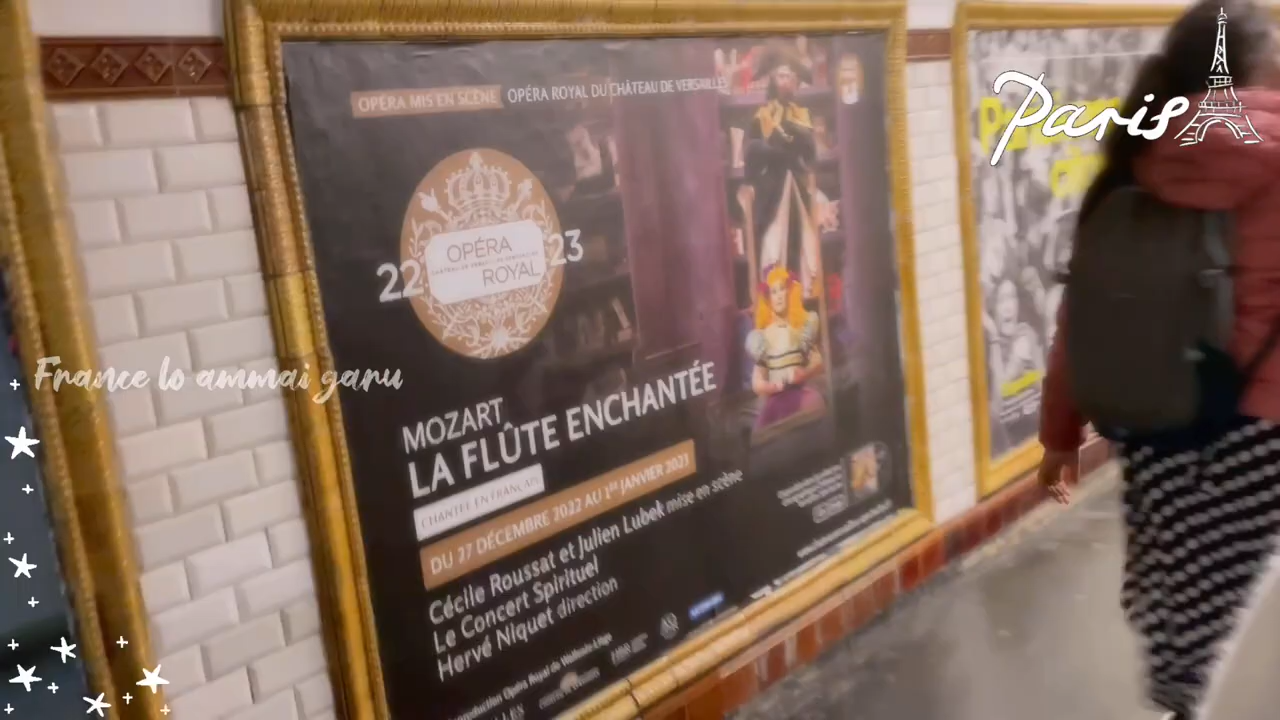 OPÉRA MIS EN SCÈNE OPÉRA ROYAL DU CHÂTEAU DE VERSAILLES
22 OPÉRA ROYAL 23
MOZART
LA FLÛTE ENCHANTÉE
CHANTÉE EN FRANÇAIS
DU 27 DÉCEMBRE 2022 AU 1ER JANVIER 2023
Cécile Roussat et Julien Lubek mise en scène
Le Concert Spirituel
Hervé Niquet direction
Paris
France lo ammai garu